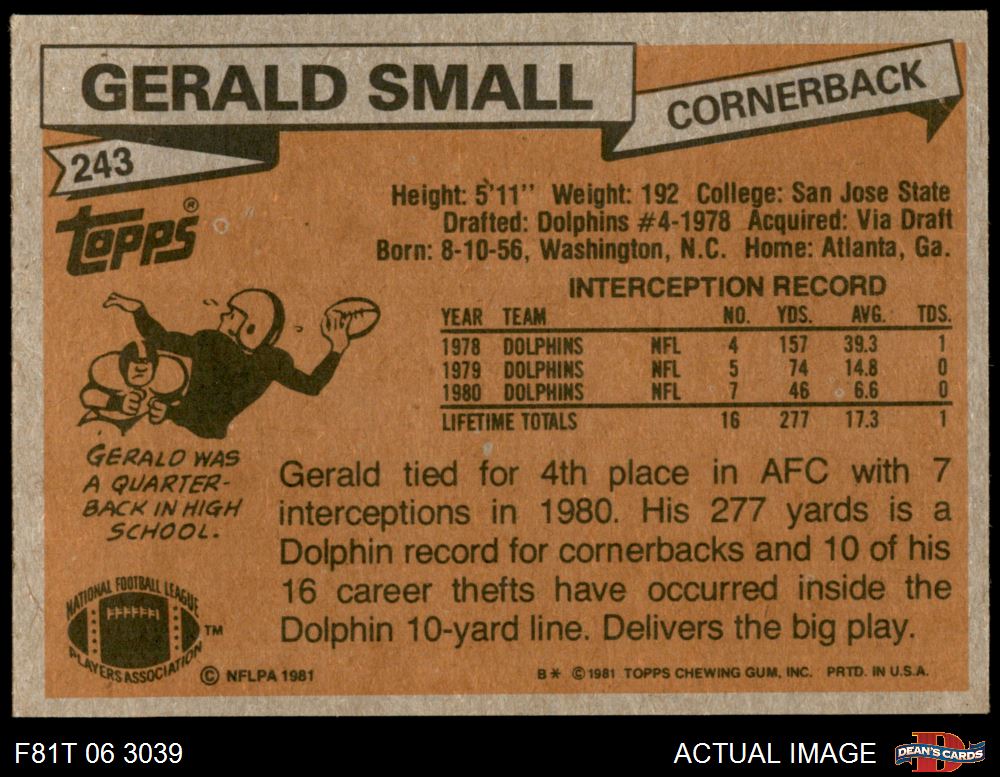 GERALD SMALL
CORNERBACK
243
Topps®
Height: 5'11" Weight: 192 College: San Jose State
Drafted: Dolphins #4-1978 Acquired: Via Draft
Born: 8-10-56, Washington, N.C. Home: Atlanta, Ga.
INTERCEPTION RECORD
YEAR TEAM NO. YDS. AVG. TDS.
1978 DOLPHINS NFL 4 157 39.3 1
1979 DOLPHINS NFL 5 74 14.8 0
1980 DOLPHINS NFL 7 46 6.6 0
LIFETIME TOTALS 16 277 17.3 1
GERALD WAS
A QUARTER-
BACK IN HIGH
SCHOOL.
Gerald tied for 4th place in AFC with 7
interceptions in 1980. His 277 yards is a
Dolphin record for cornerbacks and 10 of his
16 career thefts have occurred inside the
Dolphin 10-yard line. Delivers the big play.
NATIONAL FOOTBALL LEAGUE
PLAYERS ASSOCIATION
TM
© NFLPA 1981
B* ©1981 TOPPS CHEWING GUM, INC. PRTD. IN U.S.A.
F81T 06 3039
ACTUAL IMAGE
D
DEAN'S CARDS